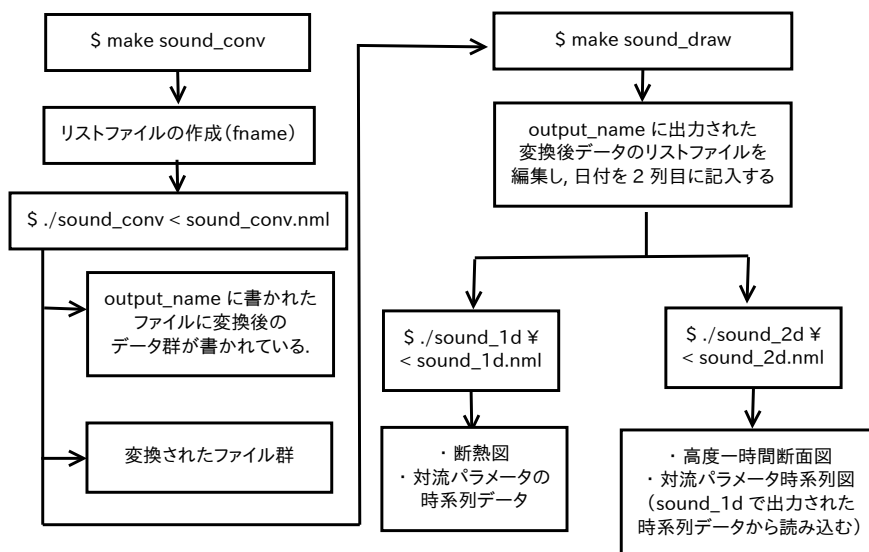 $ make sound_conv
リストファイルの作成（fname）
$ ./sound_conv < sound_conv.nml
output_name に書かれた
ファイルに変換後の
データ群が書かれている.
変換されたファイル群
$ make sound_draw
output_name に出力された
変換後データのリストファイルを
編集し, 日付を 2 列目に記入する
$ ./sound_1d ¥
< sound_1d.nml
・断熱図
・対流パラメータの
時系列データ
$ ./sound_2d ¥
< sound_2d.nml
・高度ー時間断面図
・対流パラメータ時系列図
（sound_1d で出力された
時系列データから読み込む）